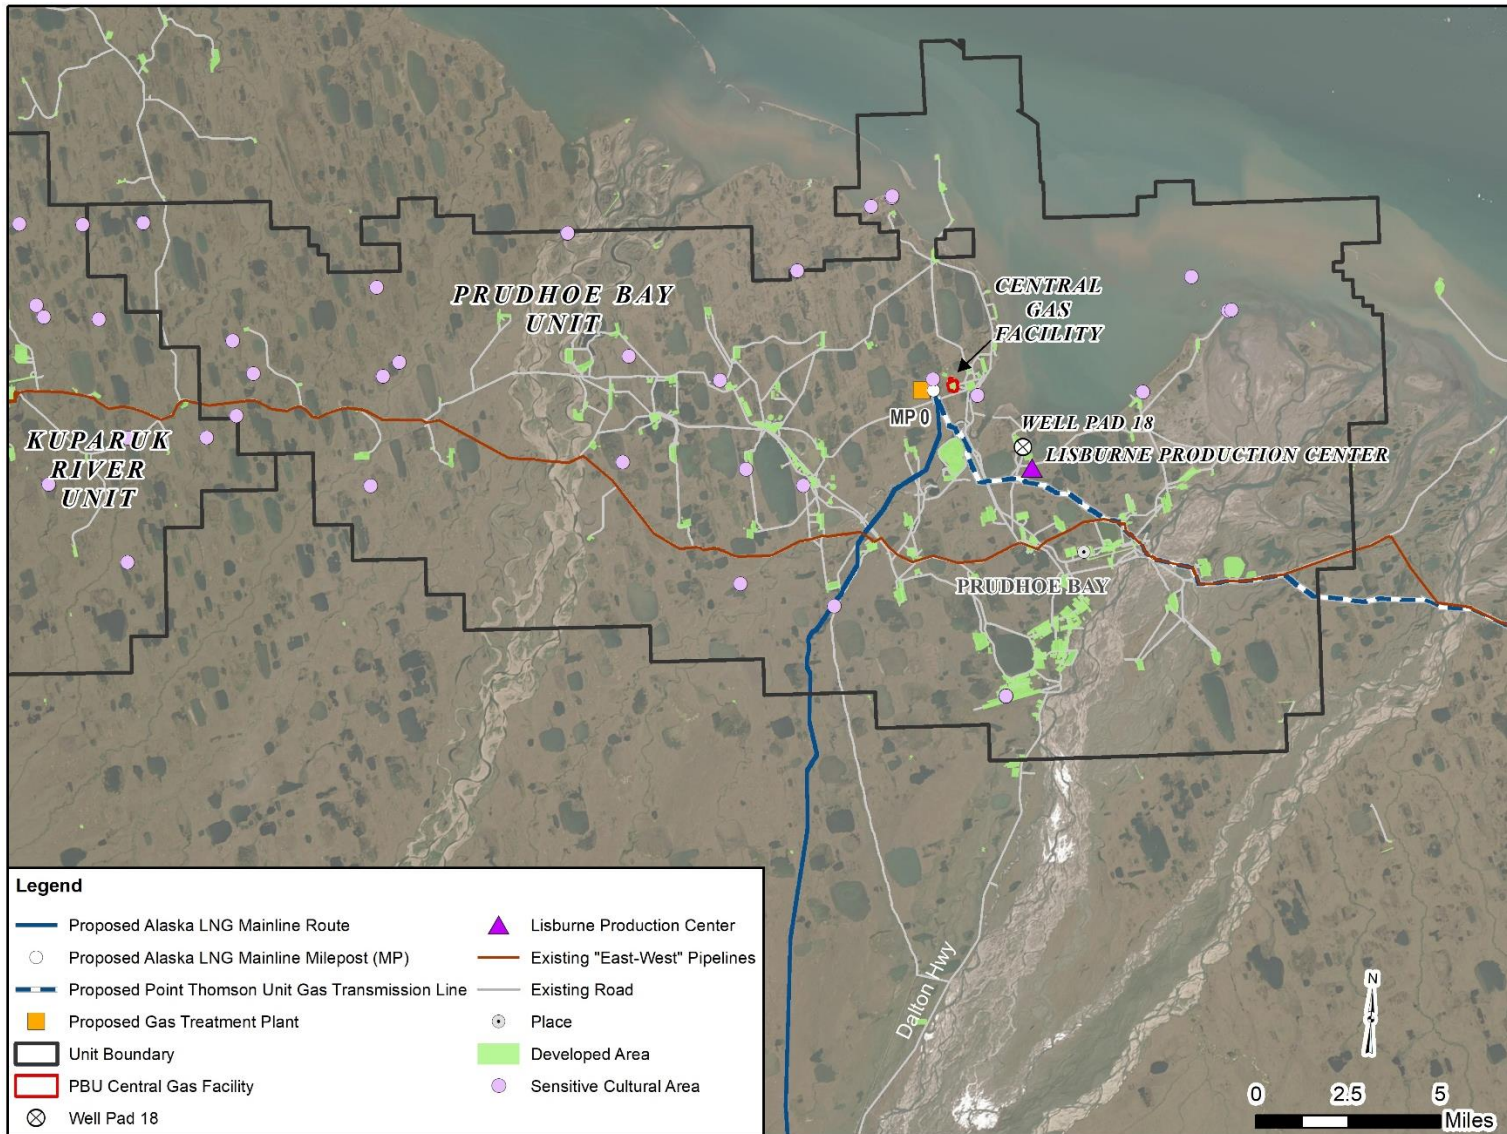 PRUDHOE BAY
UNIT
CENTRAL
GAS
FACILITY
MP 0
WELL PAD 18
LISBURNE PRODUCTION CENTER
KUPARUK
RIVER
UNIT
PRUDHOE BAY
Dalton Hwy
N
0 2.5 5
Miles
Legend
Proposed Alaska LNG Mainline Route
Proposed Alaska LNG Mainline Milepost (MP)
Proposed Point Thomson Unit Gas Transmission Line
Proposed Gas Treatment Plant
Unit Boundary
PBU Central Gas Facility
Well Pad 18
Lisburne Production Center
Existing "East-West" Pipelines
Existing Road
Place
Developed Area
Sensitive Cultural Area